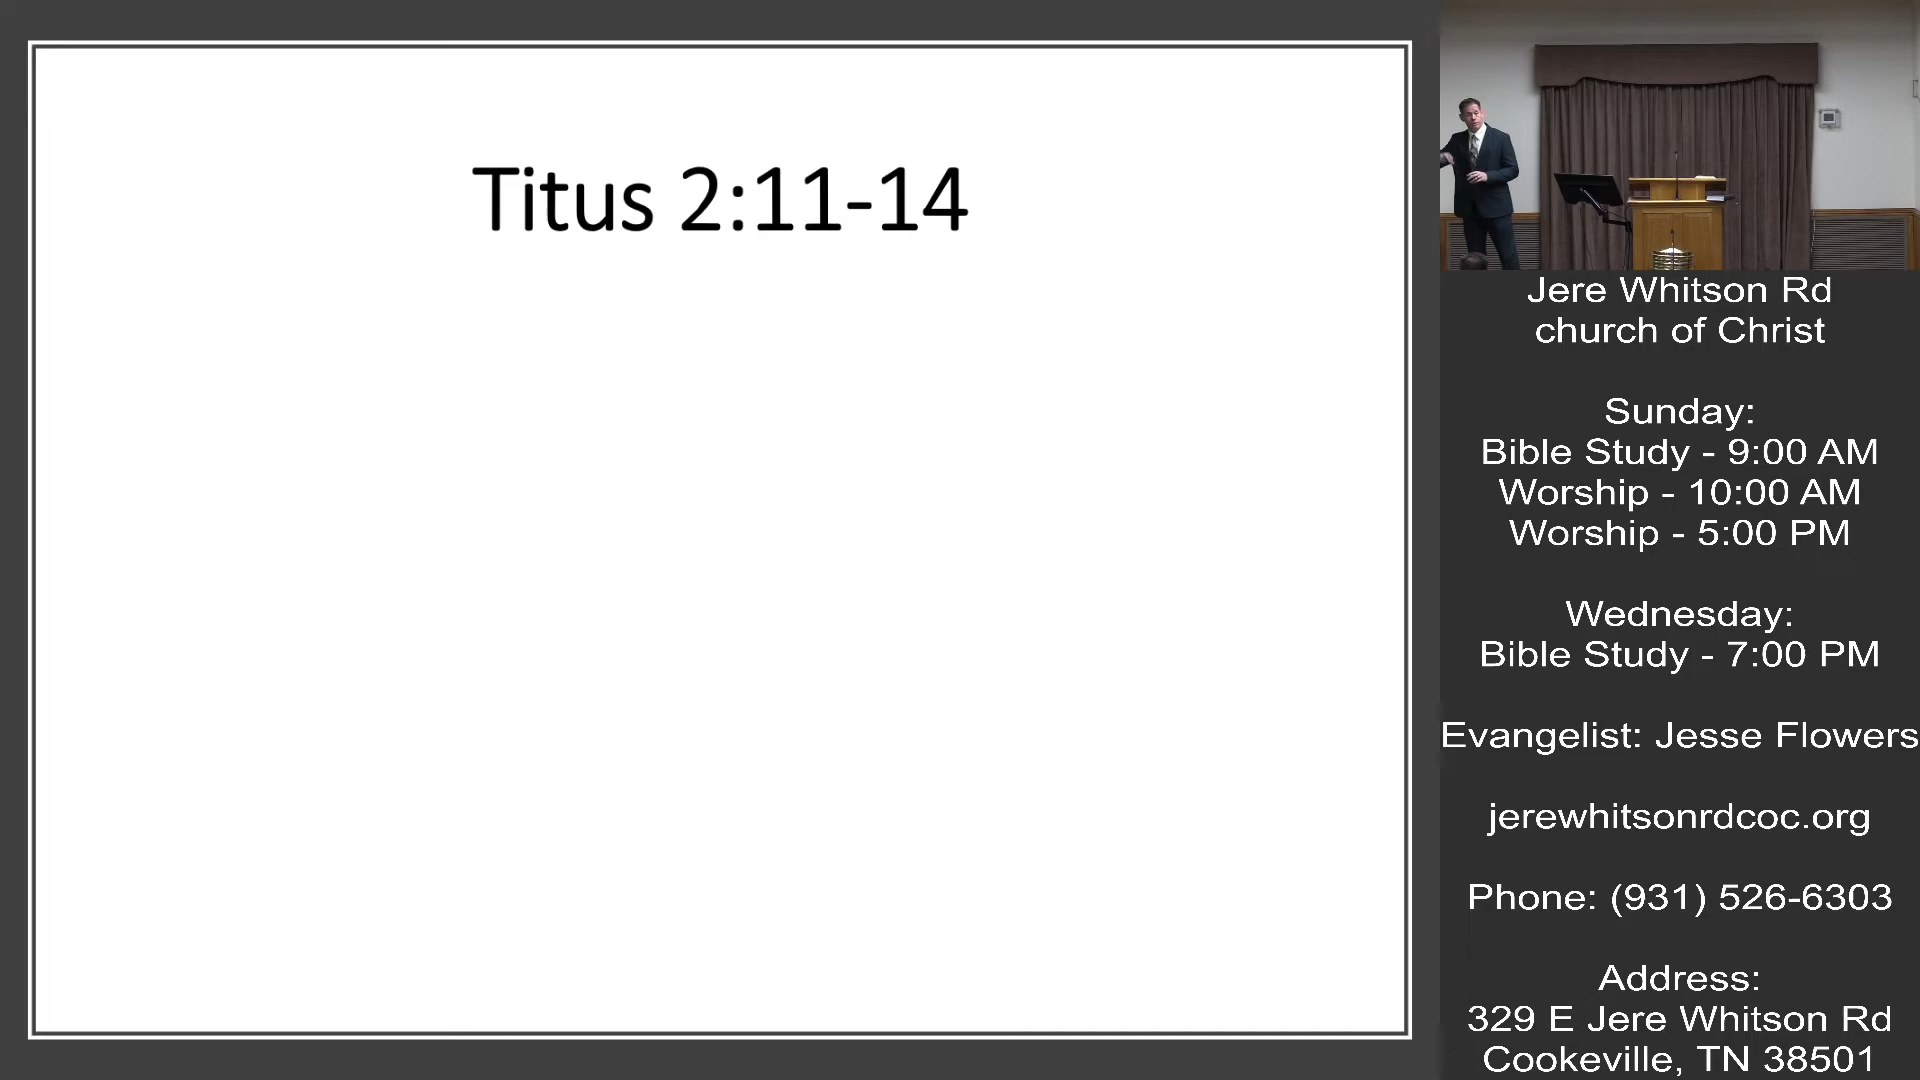 Titus 2:11-14
Jere Whitson Rd
church of Christ
Sunday:
Bible Study - 9:00 AM
Worship - 10:00 AM
Worship - 5:00 PM
Wednesday:
Bible Study - 7:00 PM
Evangelist: Jesse Flowers
jerewhitsonrdcoc.org
Phone: (931) 526-6303
Address:
329 E Jere Whitson Rd
Cookeville, TN 38501